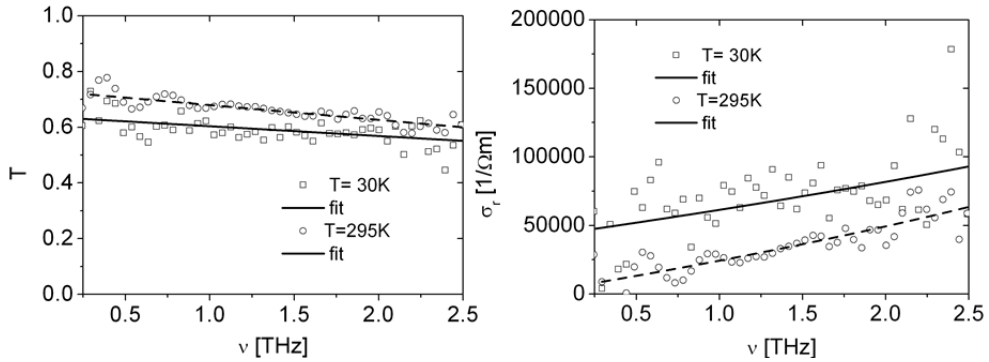 1.0
0.8
0.6
0.4
0.2
0.0
T
T= 30K
fit
T=295K
fit
0.5 1.0 1.5 2.0 2.5
ν [THz]
200000
150000
100000
50000
0
σr [1/Ωm]
T= 30K
fit
T=295K
fit
0.5 1.0 1.5 2.0 2.5
ν [THz]